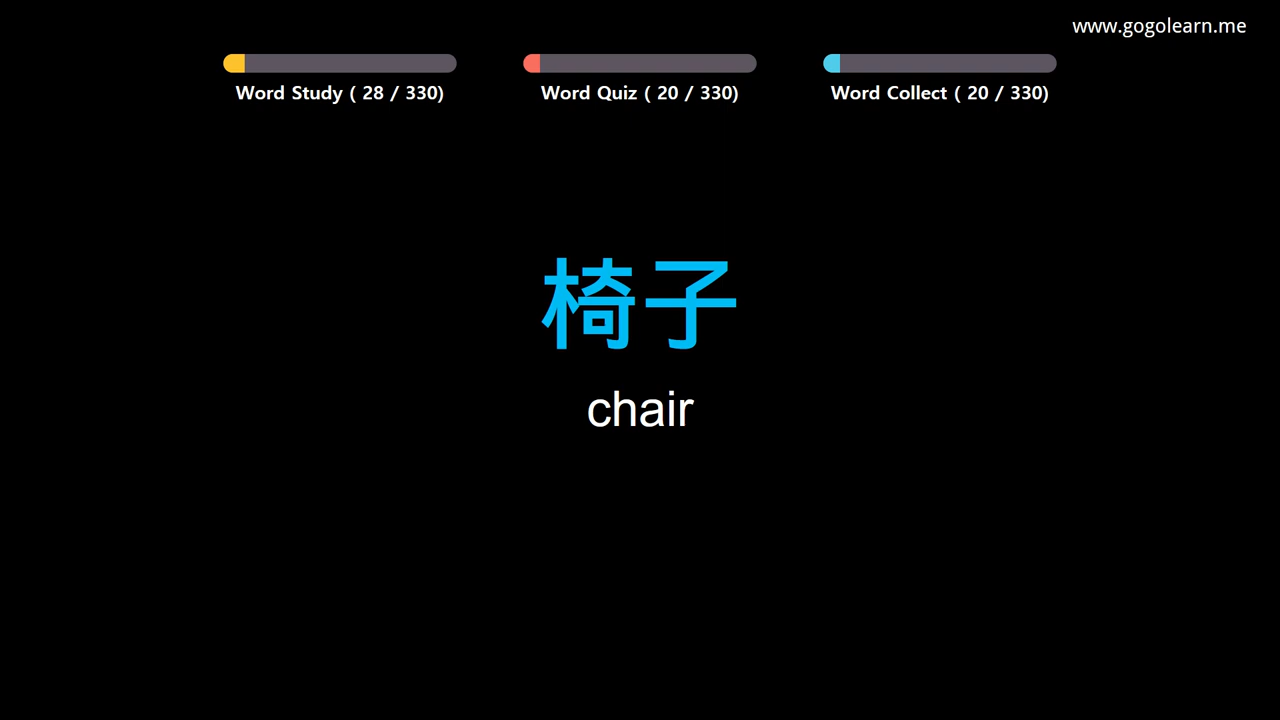 www.gogolearn.me
Word Study ( 28 / 330)
Word Quiz ( 20 / 330)
Word Collect ( 20 / 330)
椅子
chair